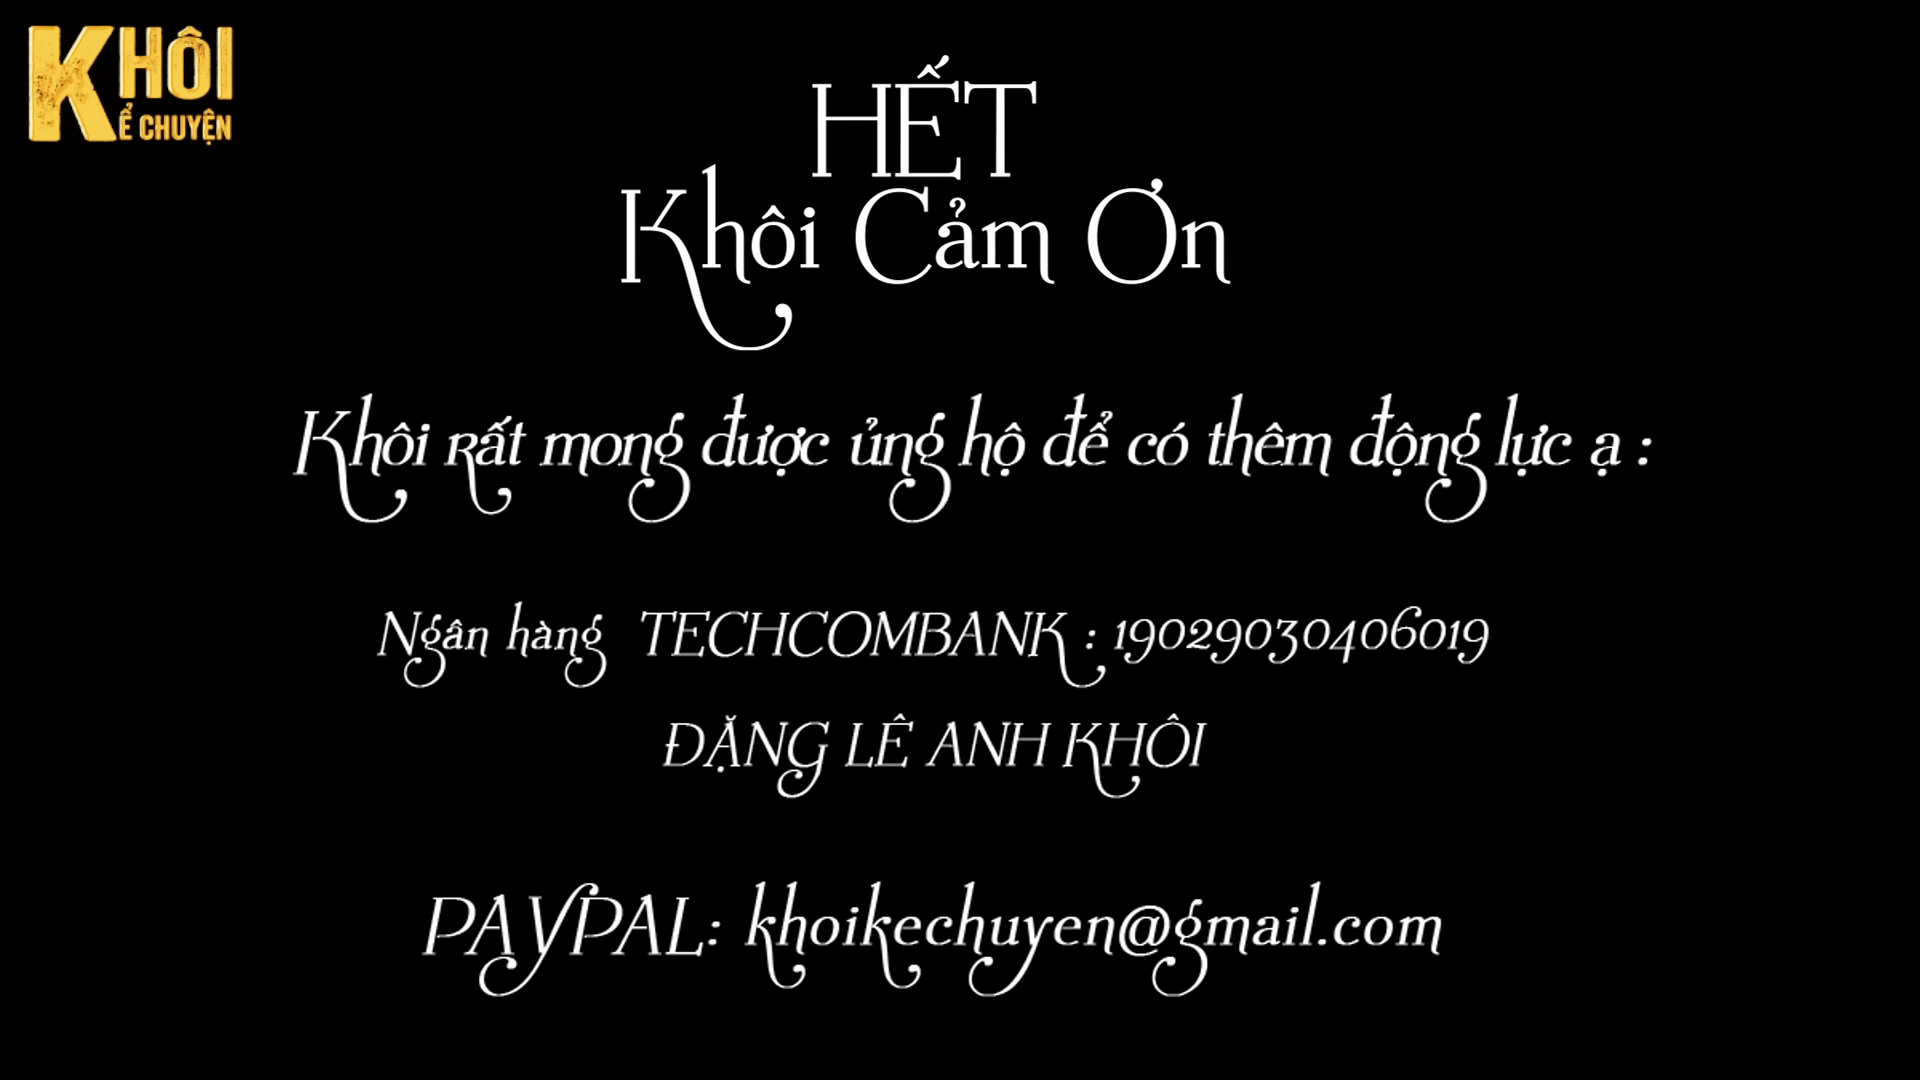 KHÔI
KỂ CHUYỆN
HẾT
Khôi Cảm Ơn
Khôi rất mong được ủng hộ để có thêm động lực ạ :
Ngân hàng TECHCOMBANK : 19029030406019
ĐẶNG LÊ ANH KHÔI
PAYPAL: khoikechuyen@gmail.com